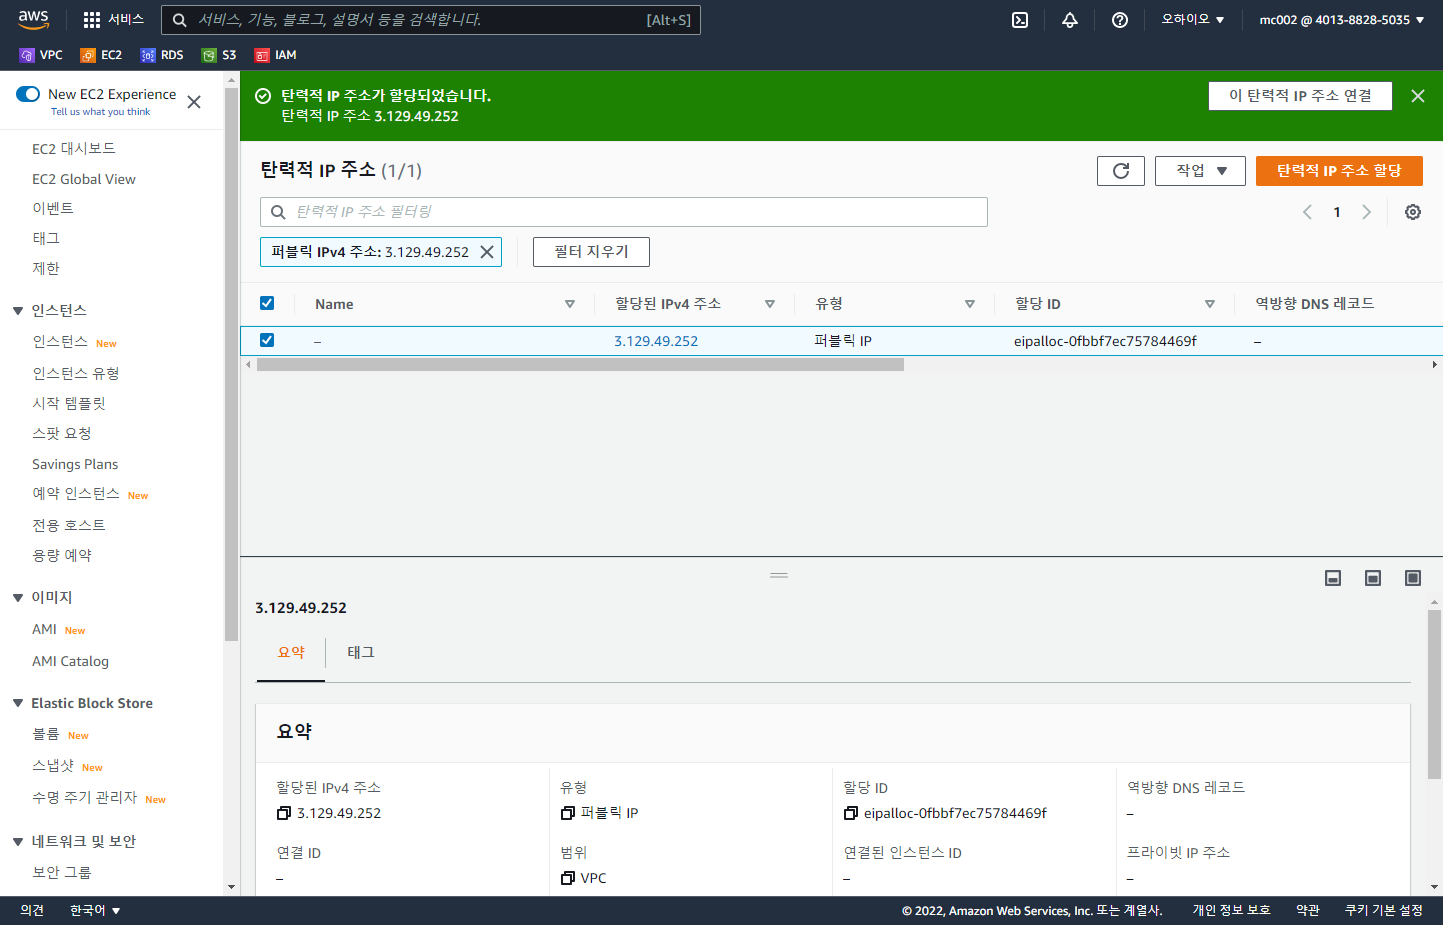 aws
서비스
서비스, 기능, 블로그, 설명서 등을 검색합니다.
[Alt+S]
오하이오
mc002 @ 4013-8828-5035
VPC
EC2
RDS
S3
IAM
New EC2 Experience
Tell us what you think
EC2 대시보드
EC2 Global View
이벤트
태그
제한
인스턴스
인스턴스 New
인스턴스 유형
시작 템플릿
스팟 요청
Savings Plans
예약 인스턴스 New
전용 호스트
용량 예약
이미지
AMI New
AMI Catalog
Elastic Block Store
볼륨 New
스냅샷 New
수명 주기 관리자 New
네트워크 및 보안
보안 그룹
탄력적 IP 주소가 할당되었습니다.
탄력적 IP 주소 3.129.49.252
이 탄력적 IP 주소 연결
탄력적 IP 주소 (1/1)
작업
탄력적 IP 주소 할당
탄력적 IP 주소 필터링
1
퍼블릭 IPv4 주소: 3.129.49.252
필터 지우기
Name
할당된 IPv4 주소
유형
할당 ID
역방향 DNS 레코드
–
3.129.49.252
퍼블릭 IP
eipalloc-0fbbf7ec75784469f
–
3.129.49.252
요약
태그
요약
할당된 IPv4 주소
유형
할당 ID
역방향 DNS 레코드
3.129.49.252
퍼블릭 IP
eipalloc-0fbbf7ec75784469f
–
연결 ID
범위
연결된 인스턴스 ID
프라이빗 IP 주소
–
VPC
–
–
의견
한국어
© 2022, Amazon Web Services, Inc. 또는 계열사.
개인 정보 보호
약관
쿠키 기본 설정